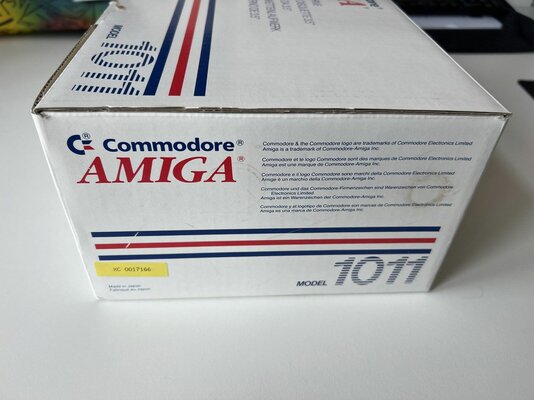 MODEL 1011
Commodore®
AMIGA®
Commodore & the Commodore logo are trademarks of Commodore Electronics Limited
Amiga is a trademark of Commodore-Amiga Inc.
Commodore et le logo Commodore sont des marques de Commodore Electronics Limited
Amiga est une marque de Commodore-Amiga Inc.
Commodore e il logo Commodore sono marchi della Commodore Electronics Limited
Amiga è un marchio della Commodore-Amiga Inc.
Commodore und das Commodore-Firmenzeichen sind Warenzeichen von Commodore
Electronics Limited
Amiga ist ein Warenzeichen der Commodore-Amiga Inc.
Commodore y el logotipo de Commodore son marcas de Commodore Electronics Limited
Amiga es una marca de Commodore-Amiga Inc.
KC 0017166
Made in Japan
Fabriqué au Japon
MODEL 1011